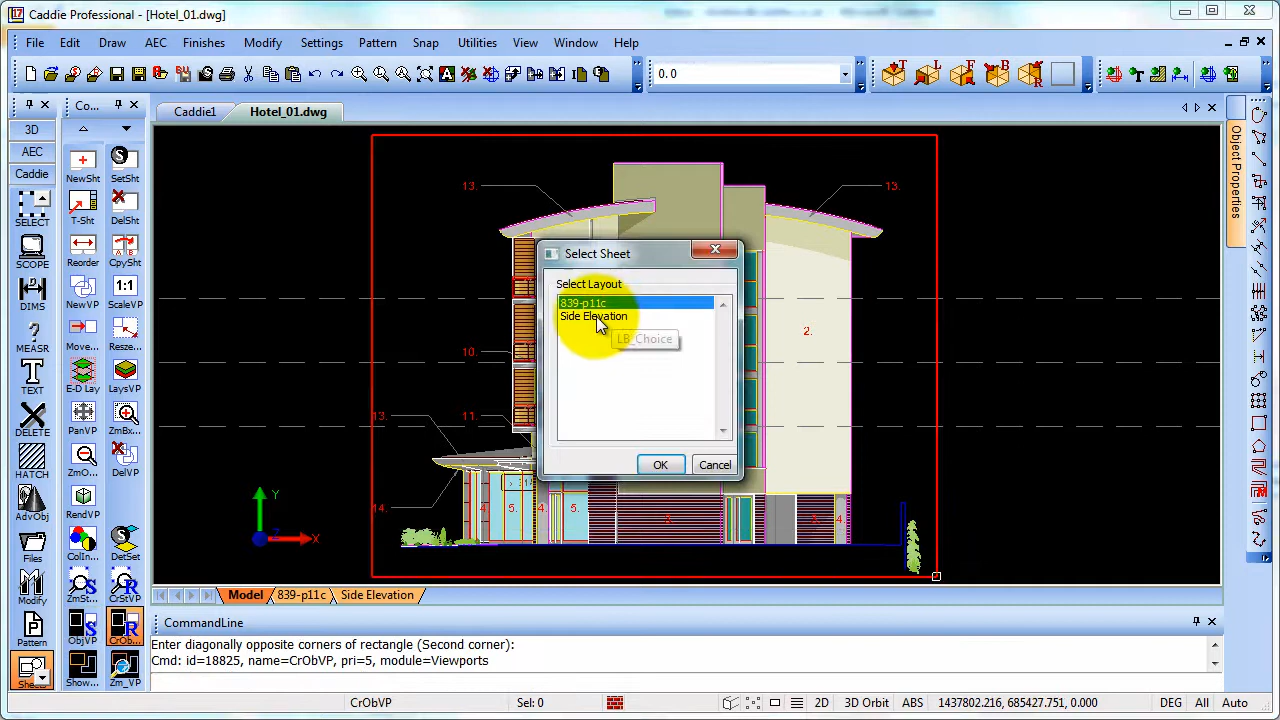 Caddie Professional - [Hotel_01.dwg]
File Edit Draw AEC Finishes Modify Settings Pattern Snap Utilities View Window Help
0. 0
T L F B R
Co...
Caddie1 Hotel_01.dwg
3D
AEC
Caddie
SELECT
SCOPE
DIMS
MEASR
TEXT
DELETE
HATCH
AdvObj
Files
Modify
Pattern
Sheets
NewSht SetSht
T-Sht DelSht
Reorder CpySht
NewVP ScaleVP
Move... Resze...
E-D Lay LaysVP
PanVP ZmBx...
ZmO... DelVP
RendVP
ColIn... DetSet
ZmSt... CrStVP
ObjVP CrOb...
Show... Zm_VP
Object Properties
13. 13.
10.
2.
13. 11.
14.
4. 5. 4. 5.
4.
Y
X
Z
Select Sheet
Select Layout
839-p11c
Side Elevation
LB_Choice
OK Cancel
Model 839-p11c Side Elevation
CommandLine
Enter diagonally opposite corners of rectangle (Second corner):
Cmd: id=18825, name=CrObVP, pri=5, module=Viewports
CrObVP Sel: 0 2D 3D Orbit ABS 1437802.216, 685427.751, 0.000 DEG All Auto